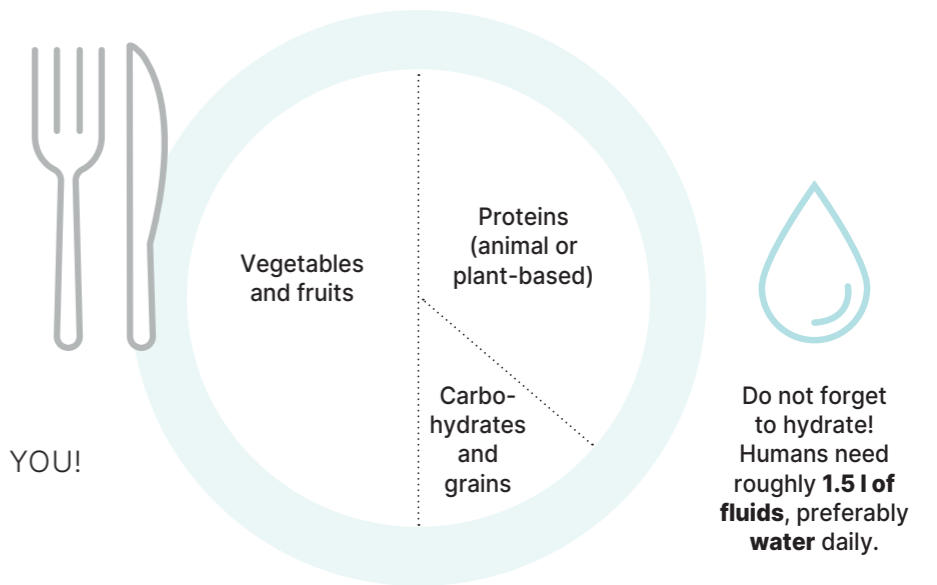 Vegetables
and fruits
Proteins
(animal or
plant-based)
Carbo-
hydrates
and
grains
YOU!
Do not forget
to hydrate!
Humans need
roughly 1.5 l of
fluids, preferably
water daily.